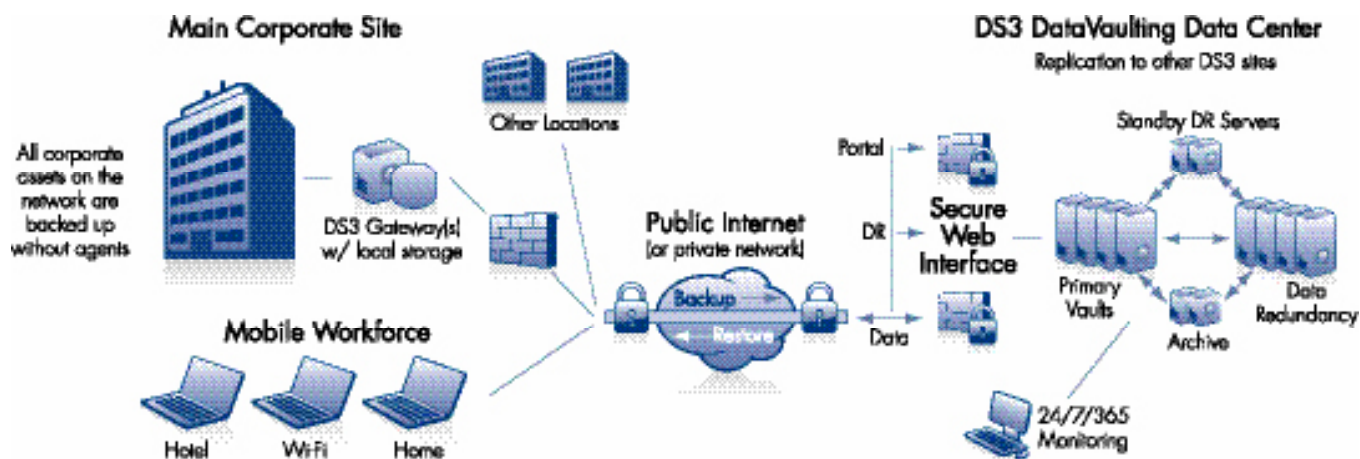 Main Corporate Site
All corporate
assets on the
network are
backed up
without agents
DS3 Gateway(s)
w/ local storage
Other Locations
Mobile Workforce
Hotel
Wi-Fi
Home
Public Internet
(or private network)
Backup
Restore
Portal
DR
Data
Secure
Web
Interface
DS3 DataVaulting Data Center
Replication to other DS3 sites
Standby DR Servers
Primary
Vaults
Data
Redundancy
Archive
24/7/365
Monitoring